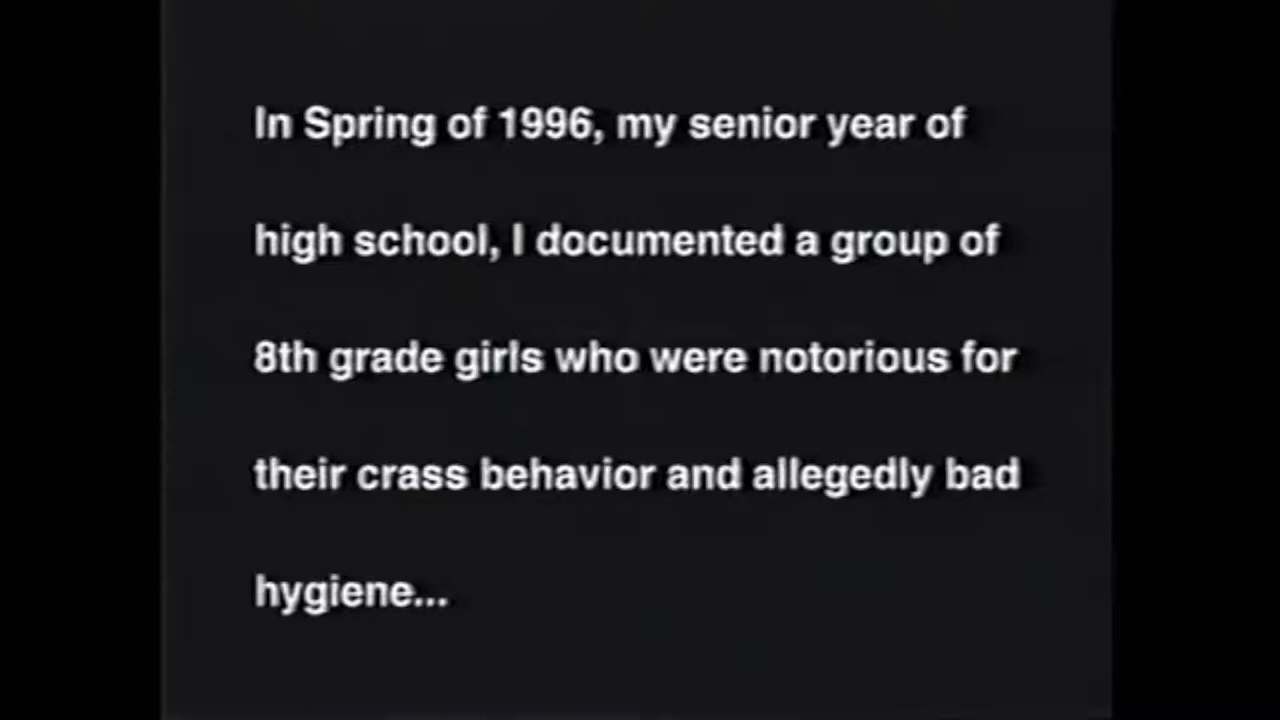 In Spring of 1996, my senior year of
high school, I documented a group of
8th grade girls who were notorious for
their crass behavior and allegedly bad
hygiene...